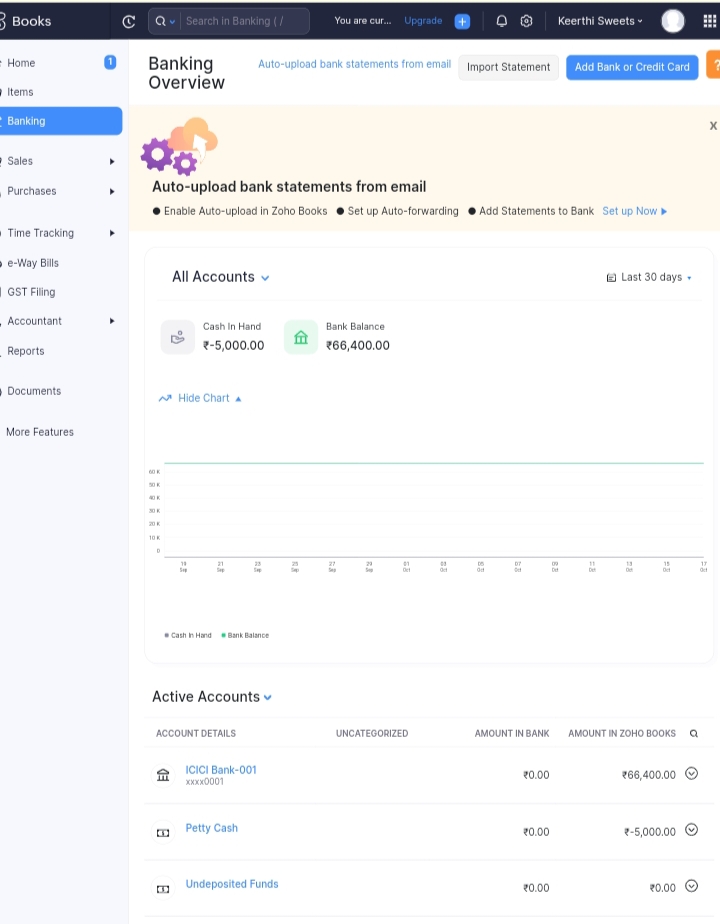 Books
Search in Banking ( /
You are cur...
Upgrade
Keerthi Sweets
Home
1
Items
Banking
Sales
Purchases
Time Tracking
e-Way Bills
GST Filing
Accountant
Reports
Documents
More Features
Banking
Overview
Auto-upload bank statements from email
Import Statement
Add Bank or Credit Card
?
X
Auto-upload bank statements from email
● Enable Auto-upload in Zoho Books ● Set up Auto-forwarding ● Add Statements to Bank Set up Now
All Accounts
Last 30 days
Cash In Hand
₹-5,000.00
Bank Balance
₹66,400.00
Hide Chart
60 K
50 K
40 K
30 K
20 K
10 K
0
19 21 23 25 27 29 01 03 05 07 09 11 13 15 17
Sep Sep Sep Sep Sep Sep Oct Oct Oct Oct Oct Oct Oct Oct Oct
Cash In Hand Bank Balance
Active Accounts
ACCOUNT DETAILS UNCATEGORIZED AMOUNT IN BANK AMOUNT IN ZOHO BOOKS
ICICI Bank-001
xxxx0001
₹0.00 ₹66,400.00
Petty Cash
₹0.00 ₹-5,000.00
Undeposited Funds
₹0.00 ₹0.00